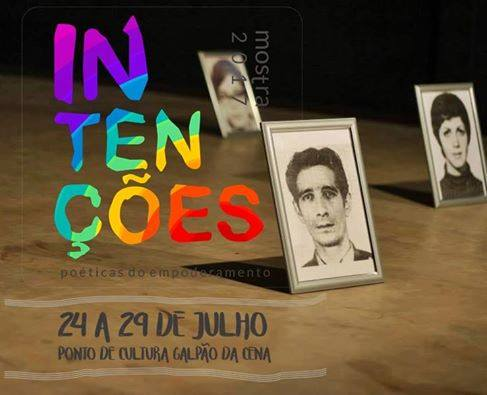 IN
TEN
ÇÕES
mostra
2017
poéticas do empoderamento
24 A 29 DE JULHO
PONTO DE CULTURA GALPÃO DA CENA